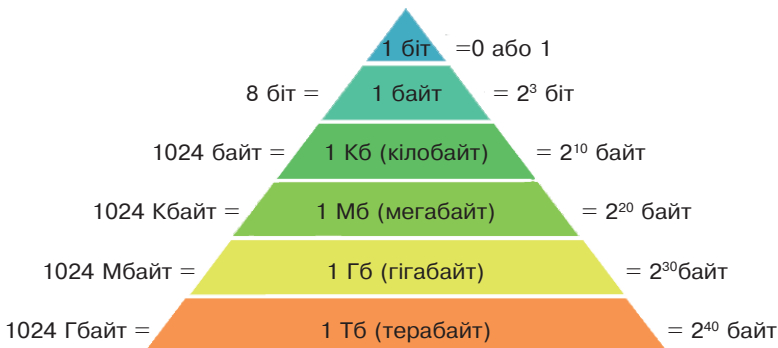 1 біт =0 або 1
8 біт = 1 байт = 2³ біт
1024 байт = 1 Кб (кілобайт) = 2¹⁰ байт
1024 Кбайт = 1 Мб (мегабайт) = 2²⁰ байт
1024 Мбайт = 1 Гб (гігабайт) = 2³⁰байт
1024 Гбайт = 1 Тб (терабайт) = 2⁴⁰ байт